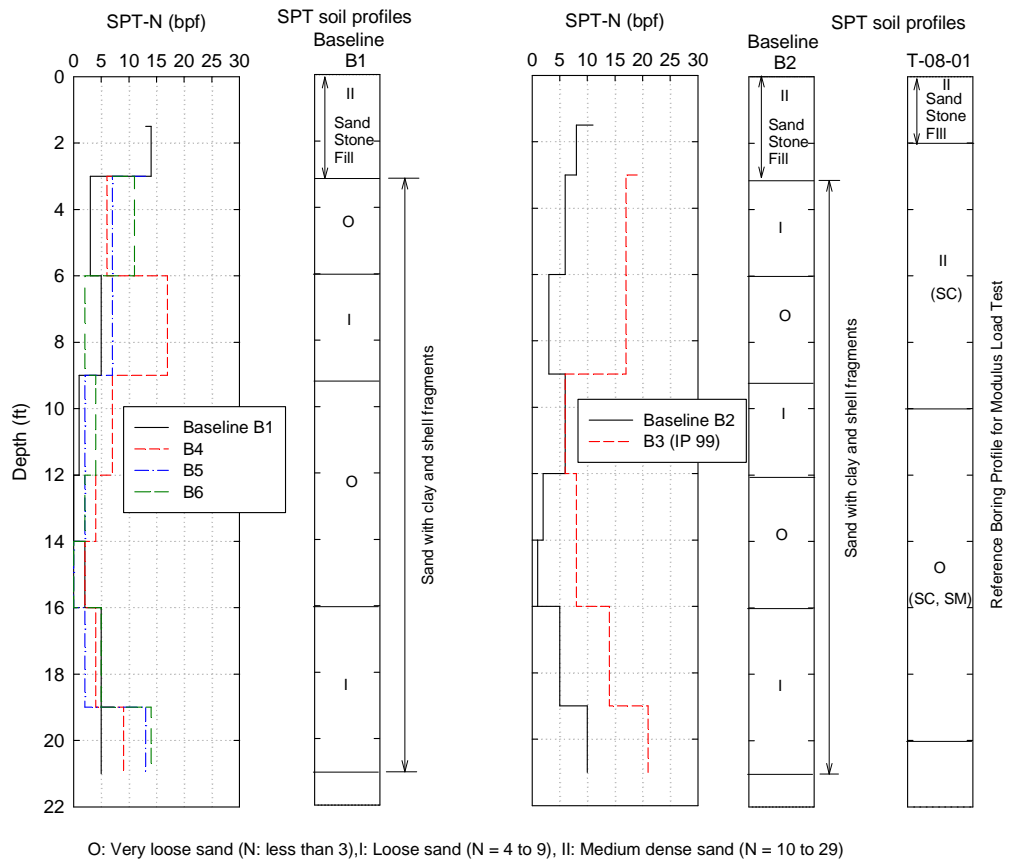 SPT-N (bpf)
0 5 10 15 20 25 30
SPT soil profiles
Baseline
B1
SPT-N (bpf)
0 5 10 15 20 25 30
SPT soil profiles
Baseline
B2
T-08-01
Depth (ft)
0
2
4
6
8
10
12
14
16
18
20
22
Baseline B1
B4
B5
B6
II
Sand
Stone
Fill
O
I
O
I
Sand with clay and shell fragments
Baseline B2
B3 (IP 99)
II
Sand
Stone
Fill
I
O
I
O
I
Sand with clay and shell fragments
II
Sand
Stone
FIll
II
(SC)
O
(SC, SM)
Reference Boring Profile for Modulus Load Test
O: Very loose sand (N: less than 3),I: Loose sand (N = 4 to 9), II: Medium dense sand (N = 10 to 29)